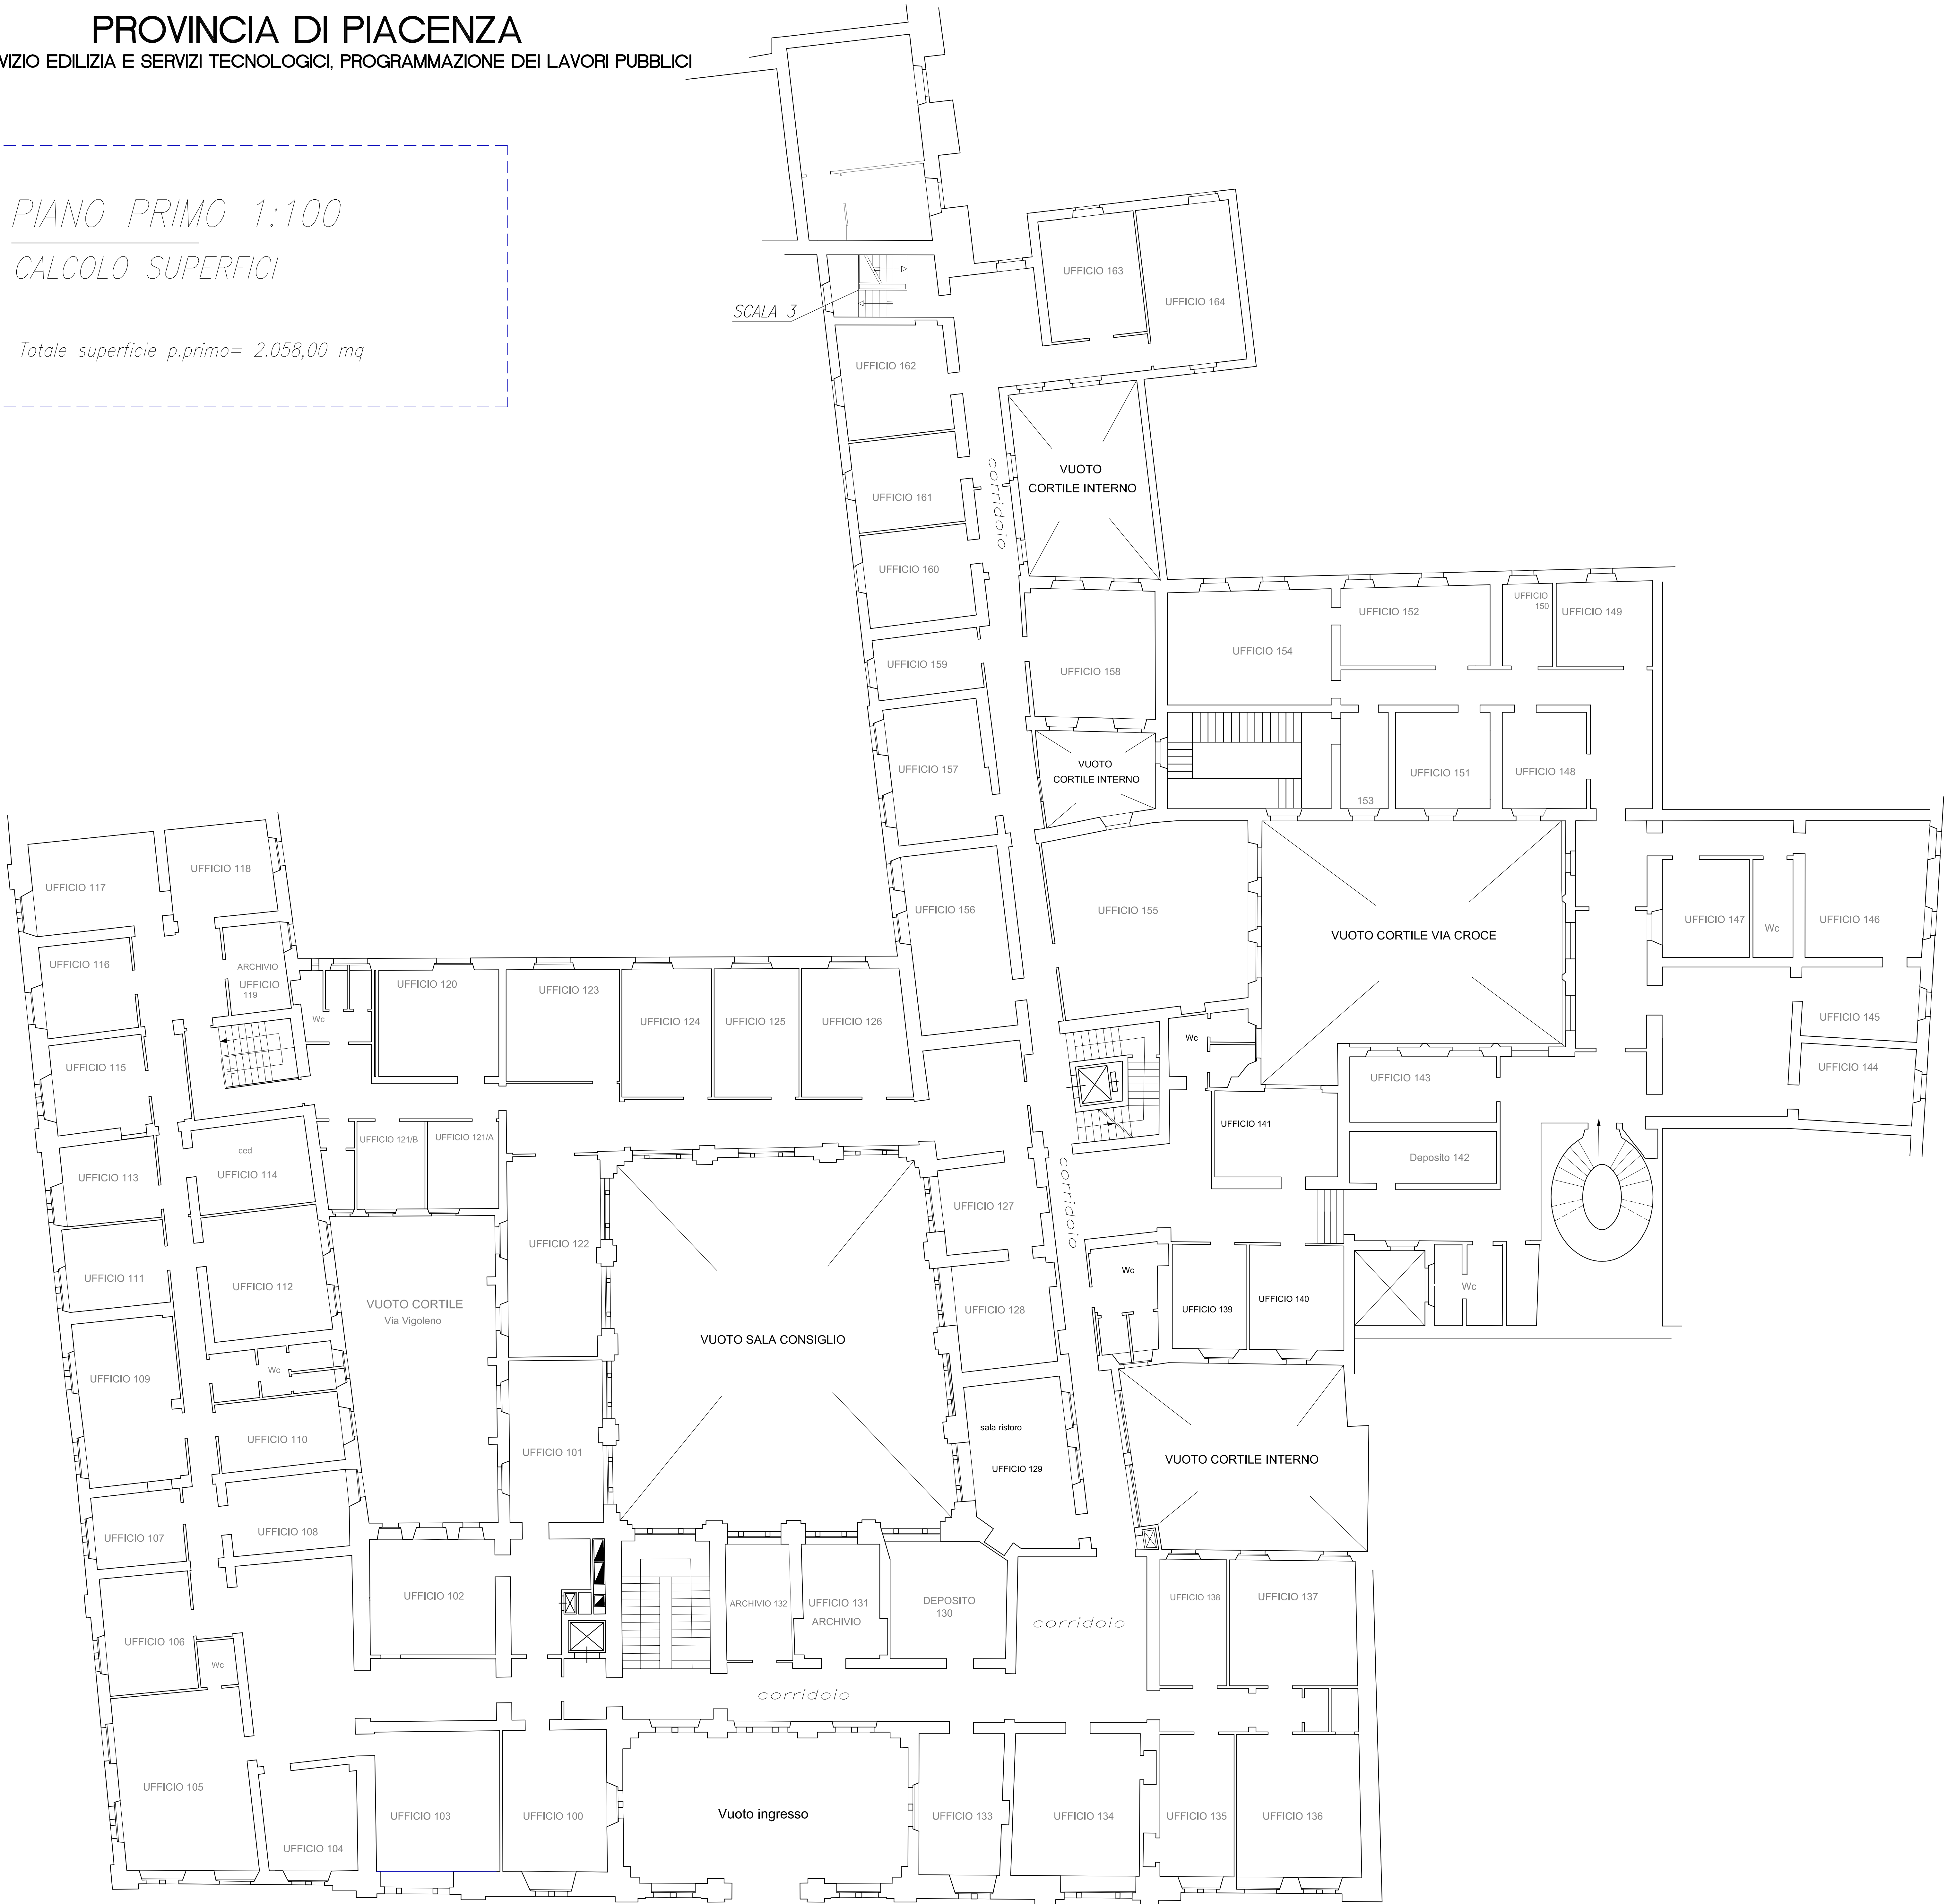 PROVINCIA DI PIACENZA
VIZIO EDILIZIA E SERVIZI TECNOLOGICI, PROGRAMMAZIONE DEI LAVORI PUBBLICI
PIANO PRIMO 1:100
CALCOLO SUPERFICI
Totale superficie p.primo= 2.058,00 mq
SCALA 3
UFFICIO 163
UFFICIO 164
UFFICIO 162
corridoio
VUOTO
CORTILE INTERNO
UFFICIO 161
UFFICIO 160
UFFICIO 159
UFFICIO 158
UFFICIO 154
UFFICIO 152
UFFICIO
150
UFFICIO 149
UFFICIO 157
VUOTO
CORTILE INTERNO
153
UFFICIO 151
UFFICIO 148
UFFICIO 117
UFFICIO 118
UFFICIO 156
UFFICIO 155
VUOTO CORTILE VIA CROCE
UFFICIO 147
Wc
UFFICIO 146
UFFICIO 116
ARCHIVIO
UFFICIO
119
Wc
UFFICIO 120
UFFICIO 123
UFFICIO 124
UFFICIO 125
UFFICIO 126
Wc
UFFICIO 145
UFFICIO 115
UFFICIO 143
UFFICIO 144
UFFICIO 113
ced
UFFICIO 114
UFFICIO 121/B
UFFICIO 121/A
UFFICIO 141
Deposito 142
corridoio
UFFICIO 127
UFFICIO 122
UFFICIO 111
UFFICIO 112
VUOTO CORTILE
Via Vigoleno
UFFICIO 128
Wc
UFFICIO 139
UFFICIO 140
Wc
VUOTO SALA CONSIGLIO
UFFICIO 109
Wc
UFFICIO 110
UFFICIO 101
sala ristoro
UFFICIO 129
VUOTO CORTILE INTERNO
UFFICIO 107
UFFICIO 108
UFFICIO 102
ARCHIVIO 132
UFFICIO 131
ARCHIVIO
DEPOSITO
130
corridoio
UFFICIO 138
UFFICIO 137
UFFICIO 106
Wc
corridoio
UFFICIO 105
UFFICIO 104
UFFICIO 103
UFFICIO 100
Vuoto ingresso
UFFICIO 133
UFFICIO 134
UFFICIO 135
UFFICIO 136